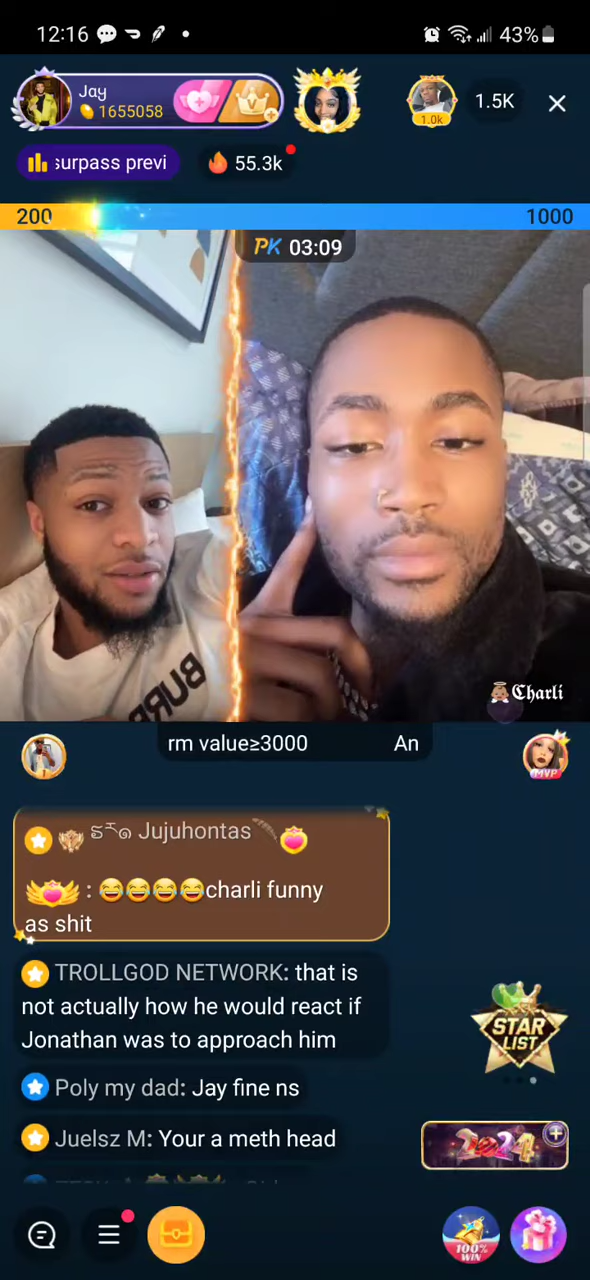 12:16
43%
Jay
1655058
1.0k
1.5K
surpass previ
55.3k
200
1000
PK 03:09
BURB
Charli
rm value≥3000 An
1
MVP
Jujuhontas
: 😂😂😂😂charli funny
as shit
TROLLGOD NETWORK: that is
not actually how he would react if
Jonathan was to approach him
STAR
LIST
Poly my dad: Jay fine ns
Juelsz M: Your a meth head
2024
100%
WIN